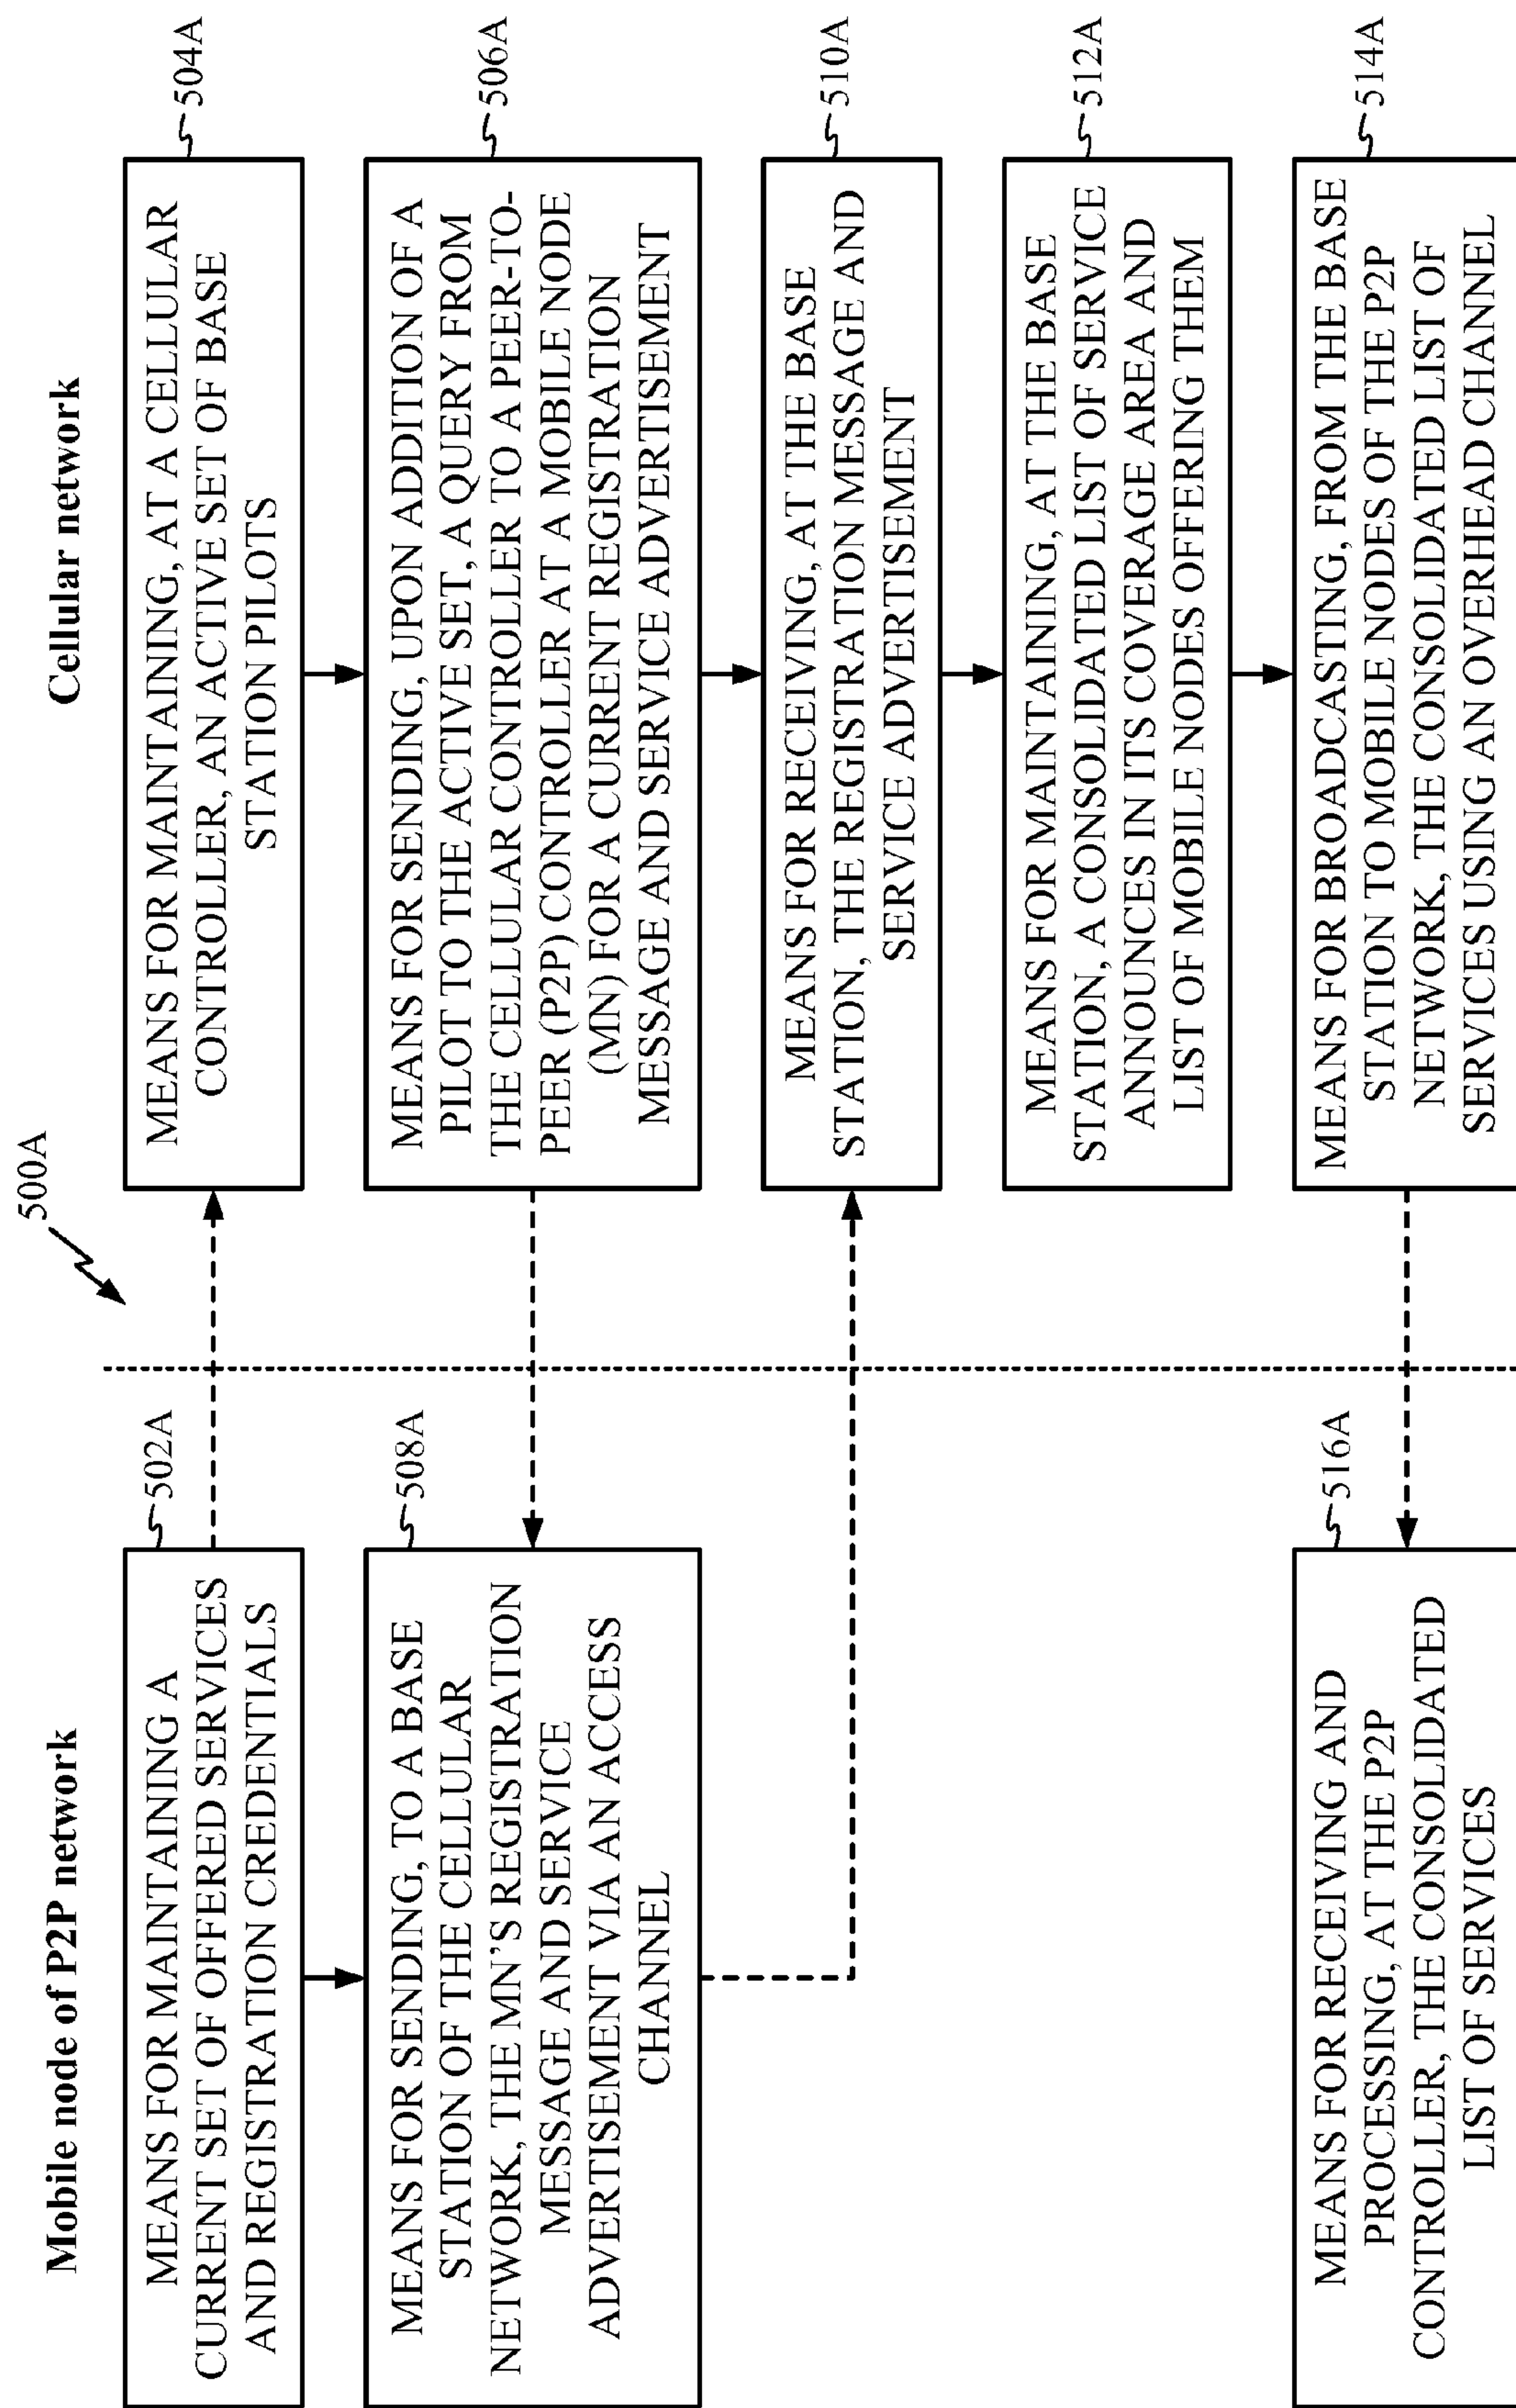 500A
Mobile node of P2P network
Cellular network
502A
MEANS FOR MAINTAINING A
CURRENT SET OF OFFERED SERVICES
AND REGISTRATION CREDENTIALS
504A
MEANS FOR MAINTAINING, AT A CELLULAR
CONTROLLER, AN ACTIVE SET OF BASE
STATION PILOTS
506A
MEANS FOR SENDING, UPON ADDITION OF A
PILOT TO THE ACTIVE SET, A QUERY FROM
THE CELLULAR CONTROLLER TO A PEER-TO-
PEER (P2P) CONTROLLER AT A MOBILE NODE
(MN) FOR A CURRENT REGISTRATION
MESSAGE AND SERVICE ADVERTISEMENT
508A
MEANS FOR SENDING, TO A BASE
STATION OF THE CELLULAR
NETWORK, THE MN'S REGISTRATION
MESSAGE AND SERVICE
ADVERTISEMENT VIA AN ACCESS
CHANNEL
510A
MEANS FOR RECEIVING, AT THE BASE
STATION, THE REGISTRATION MESSAGE AND
SERVICE ADVERTISEMENT
512A
MEANS FOR MAINTAINING, AT THE BASE
STATION, A CONSOLIDATED LIST OF SERVICE
ANNOUNCES IN ITS COVERAGE AREA AND
LIST OF MOBILE NODES OFFERING THEM
514A
MEANS FOR BROADCASTING, FROM THE BASE
STATION TO MOBILE NODES OF THE P2P
NETWORK, THE CONSOLIDATED LIST OF
SERVICES USING AN OVERHEAD CHANNEL
516A
MEANS FOR RECEIVING AND
PROCESSING, AT THE P2P
CONTROLLER, THE CONSOLIDATED
LIST OF SERVICES